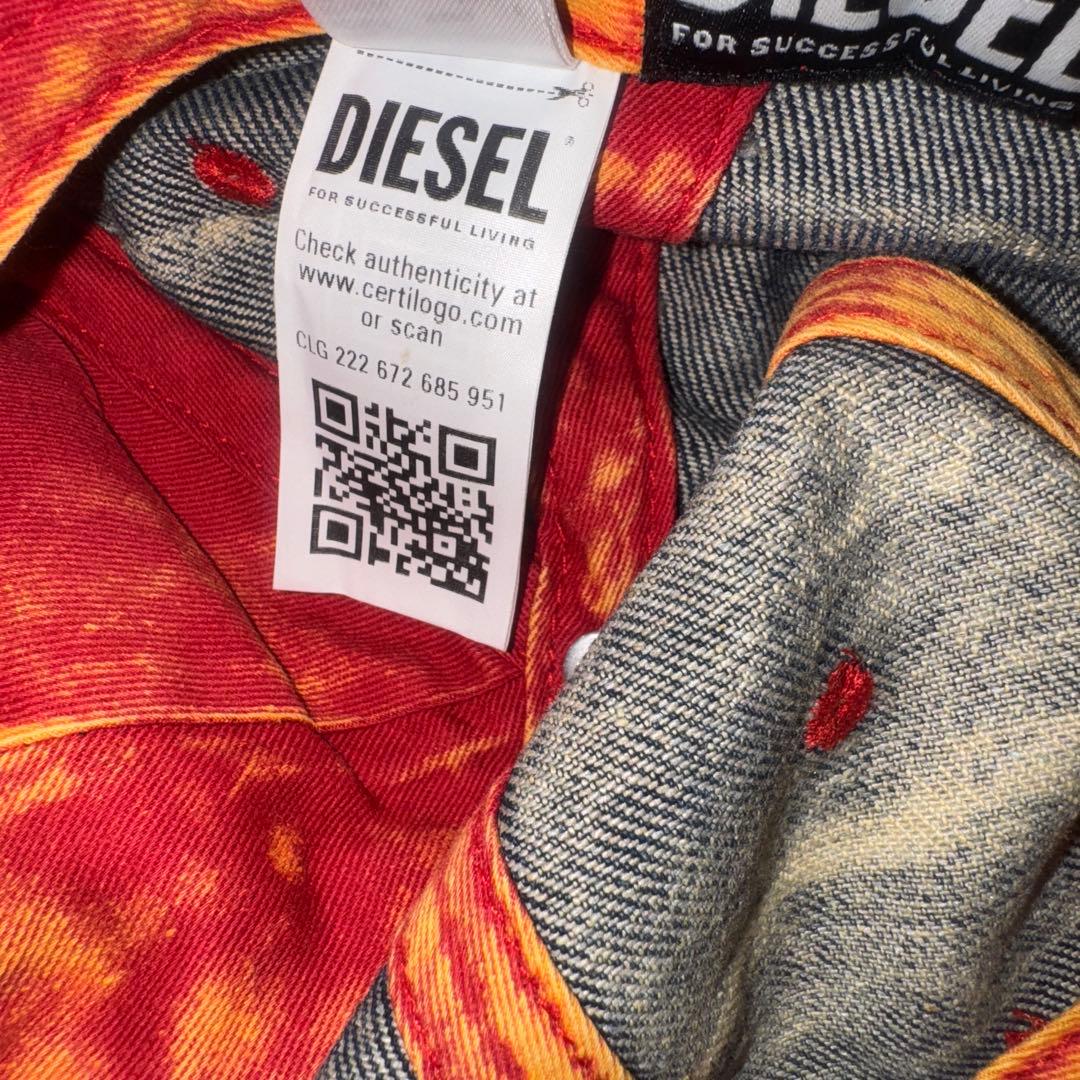 DIESEL
FOR SUCCESSFUL LIVING
DIESEL®
FOR SUCCESSFUL LIVING
Check authenticity at
www.certilogo.com
or scan
CLG 222 672 685 951